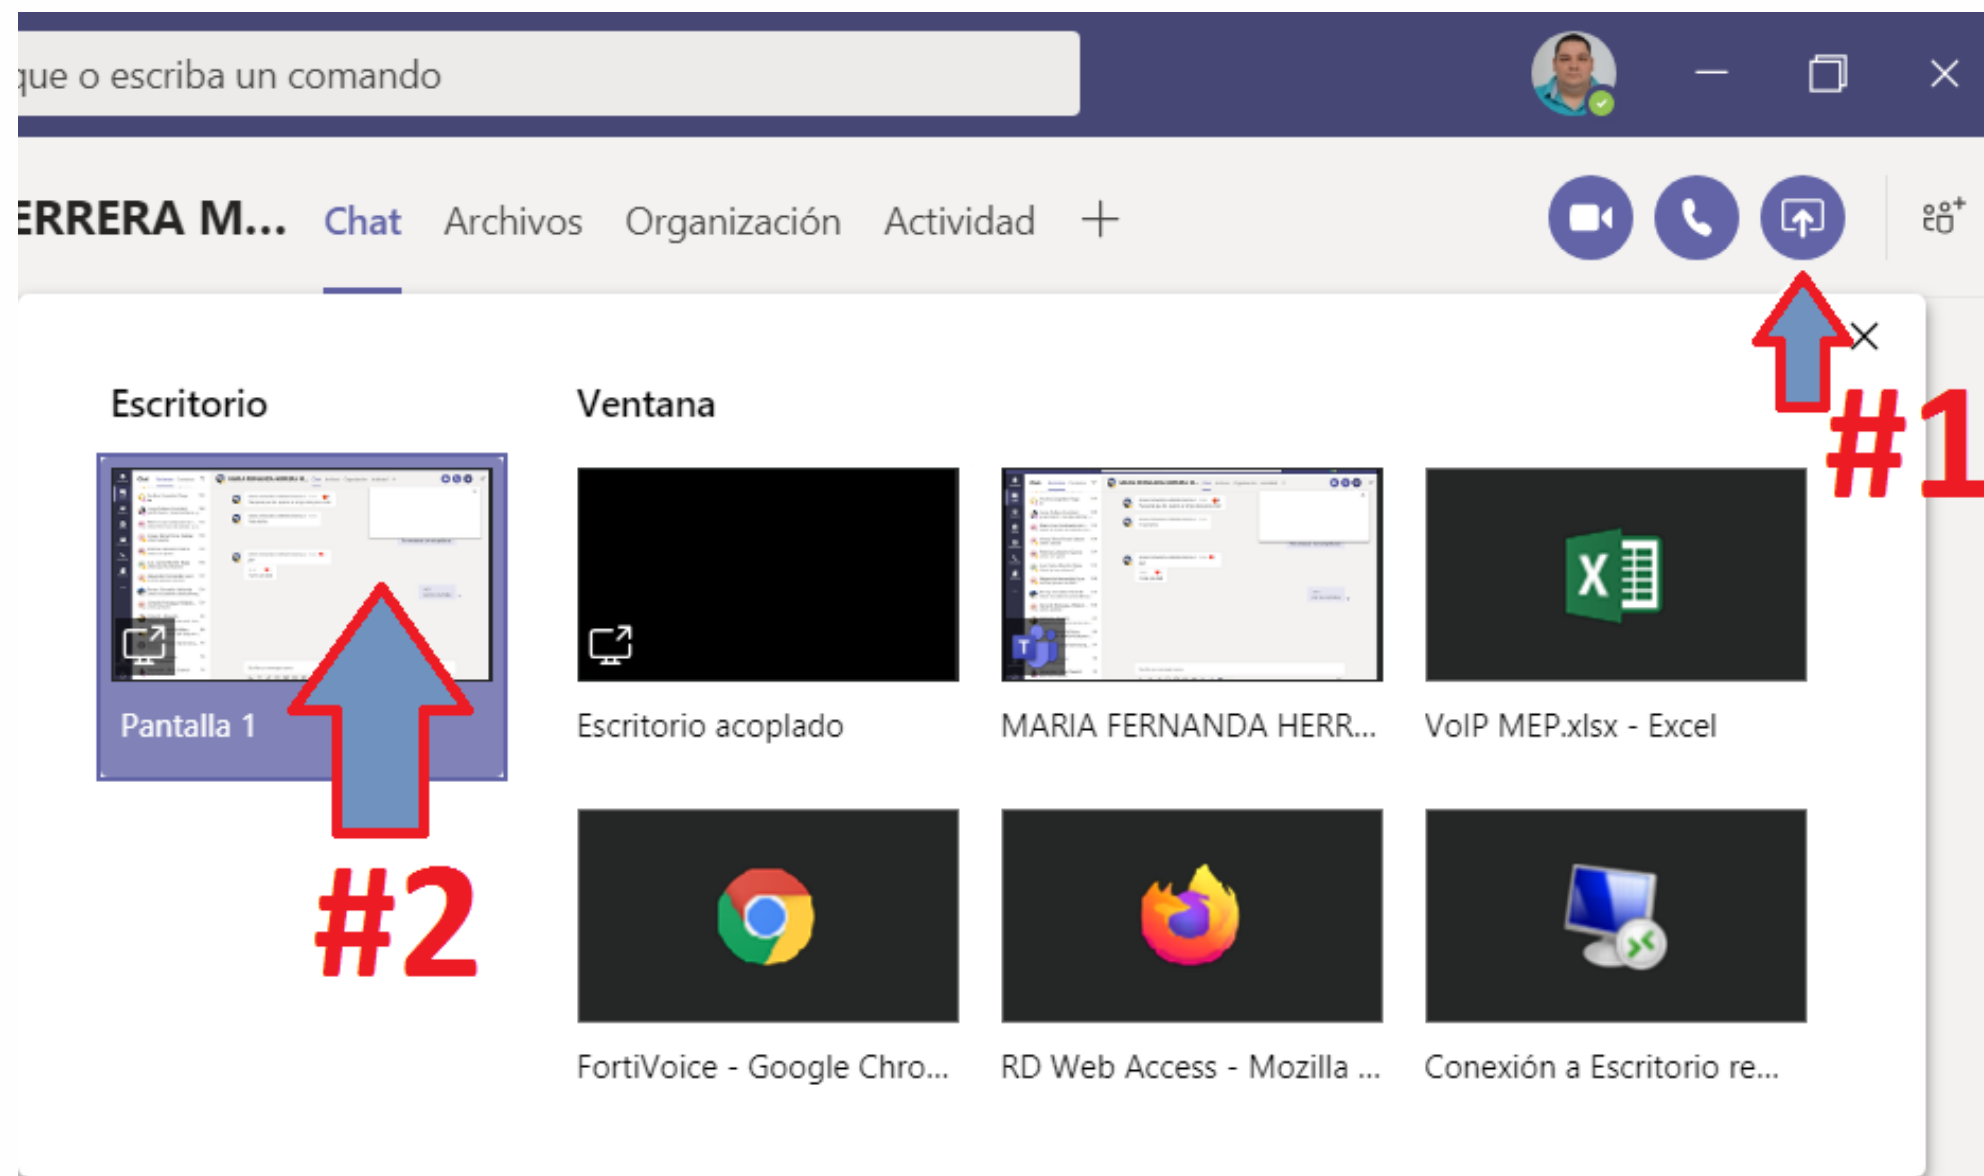 que o escriba un comando
ERRERA M... Chat Archivos Organización Actividad
#1
Escritorio Ventana
Pantalla 1 Escritorio acoplado MARIA FERNANDA HERR... VoIP MEP.xlsx - Excel
#2
FortiVoice - Google Chro... RD Web Access - Mozilla ... Conexión a Escritorio re...